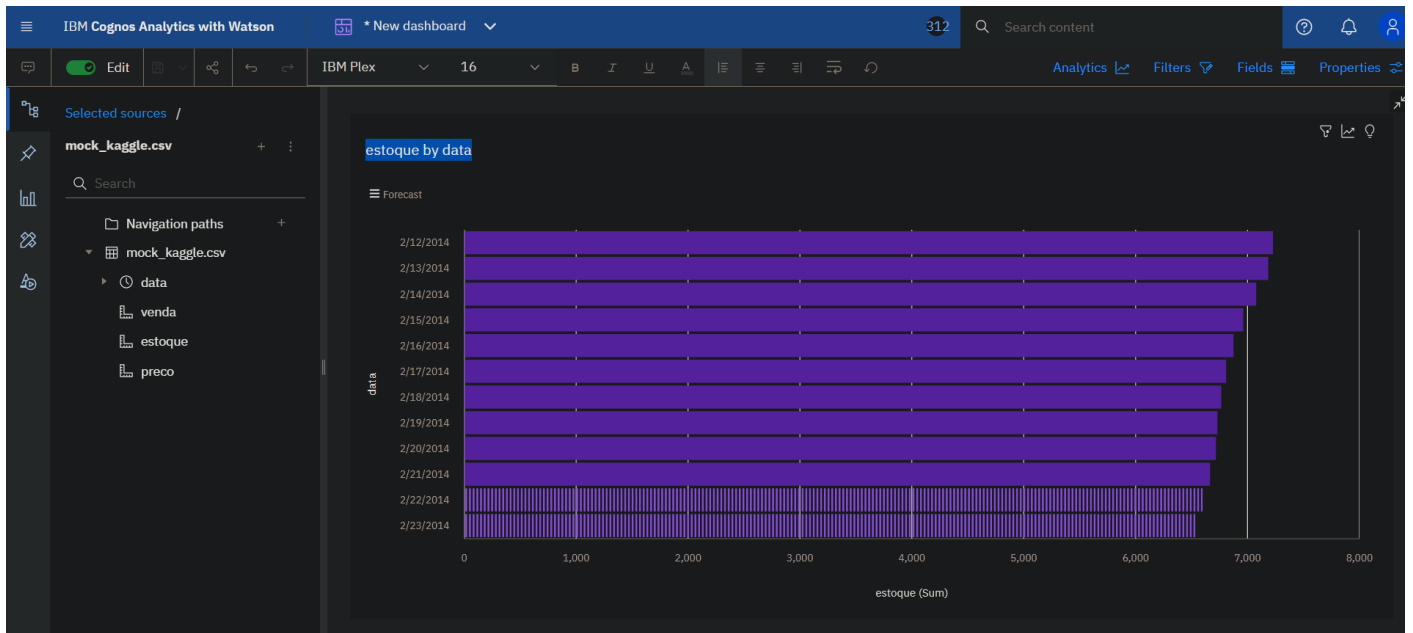 IBM Cognos Analytics with Watson
* New dashboard
312
Search content
Edit
IBM Plex
16
B I U A
Analytics
Filters
Fields
Properties
Selected sources /
mock_kaggle.csv
Search
Navigation paths
mock_kaggle.csv
data
venda
estoque
preco
estoque by data
Forecast
data
2/12/2014
2/13/2014
2/14/2014
2/15/2014
2/16/2014
2/17/2014
2/18/2014
2/19/2014
2/20/2014
2/21/2014
2/22/2014
2/23/2014
0 1,000 2,000 3,000 4,000 5,000 6,000 7,000 8,000
estoque (Sum)